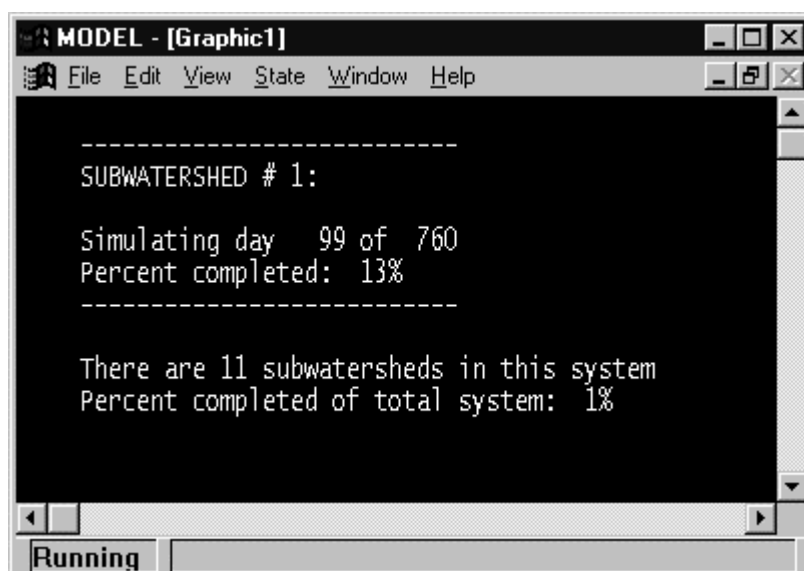 MODEL - [Graphic1]
File Edit View State Window Help
---------------------------
SUBWATERSHED # 1:
Simulating day 99 of 760
Percent completed: 13%
---------------------------
There are 11 subwatersheds in this system
Percent completed of total system: 1%
Running